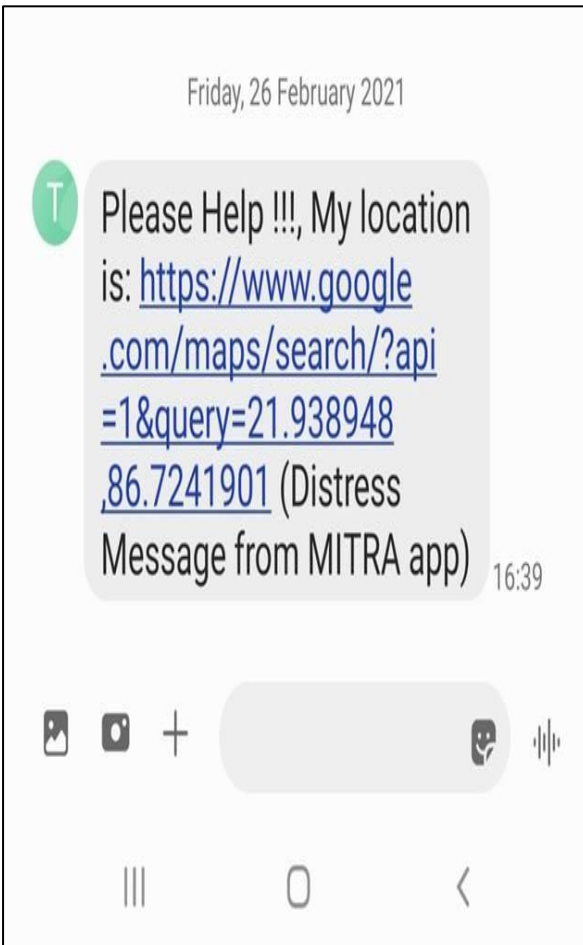 Friday, 26 February 2021
T
Please Help !!!, My location
is: https://www.google
.com/maps/search/?api
=1&query=21.938948
,86.7241901 (Distress
Message from MITRA app)
16:39